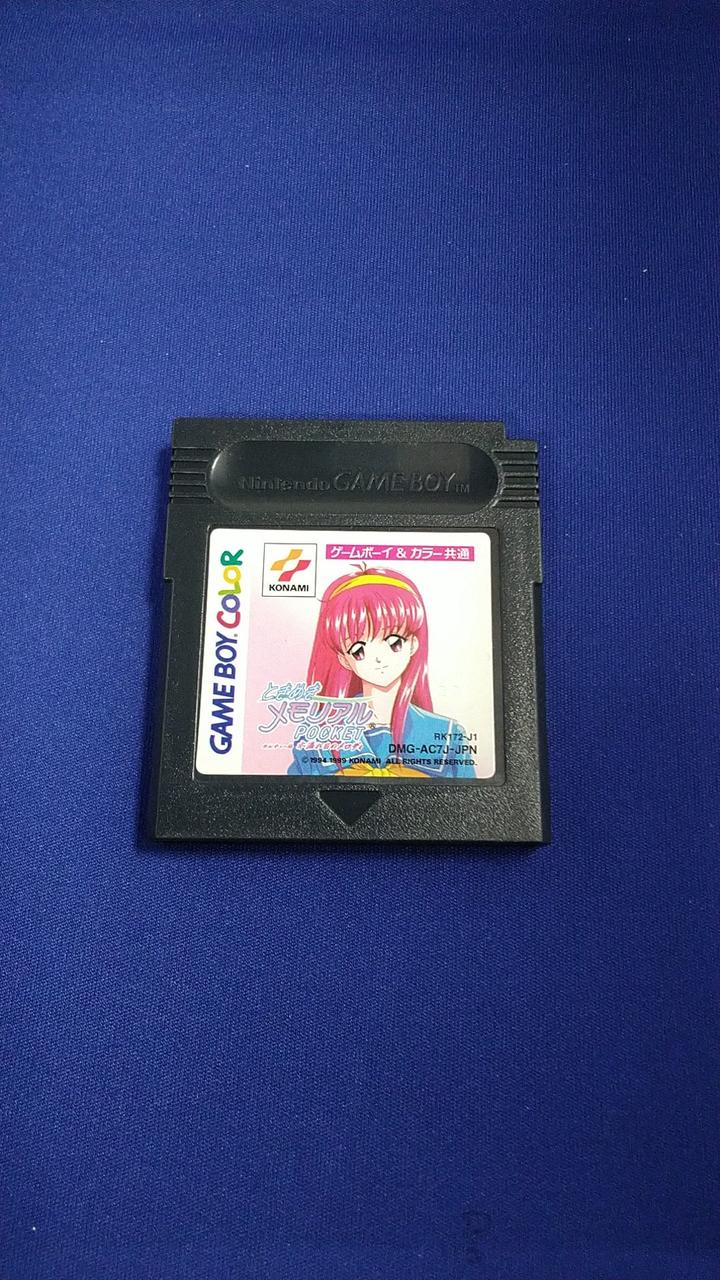 Nintendo GAME BOY TM
GAME BOY COLOR
KONAMI
ゲームボーイ & カラー共通
ときめき
メモリアル
POCKET
RK172-J1
DMG-AC7J-JPN
© 1994 1999 KONAMI ALL RIGHTS RESERVED.